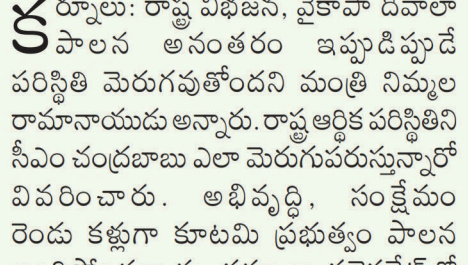 కర్నూలు: రాష్ట్ర విభజన, వైకాపా దివాలా
పాలన అనంతరం ఇప్పుడిప్పుడే
పరిస్థితి మెరుగవుతోందని మంత్రి నిమ్మల
రామానాయుడు అన్నారు. రాష్ట్ర ఆర్థిక పరిస్థితిని
సీఎం చంద్రబాబు ఎలా మెరుగుపరుస్తున్నారో
వివరించారు. అభివృద్ధి, సంక్షేమం
రెండు కళ్లుగా కూటమి ప్రభుత్వం పాలన